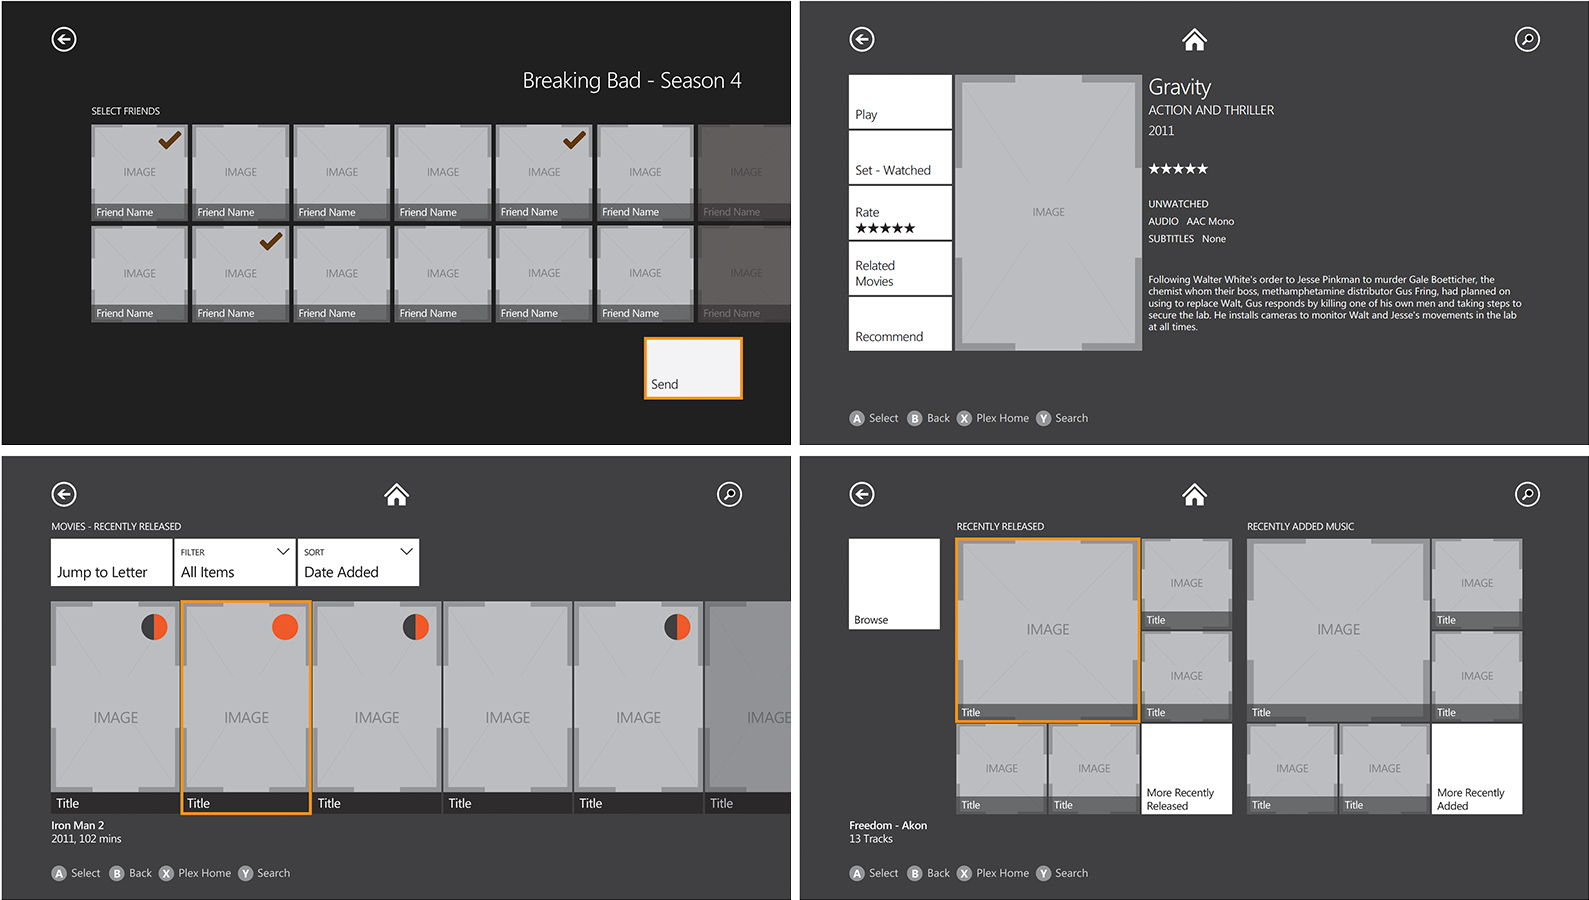 Breaking Bad - Season 4
SELECT FRIENDS
IMAGE IMAGE IMAGE IMAGE IMAGE IMAGE IMAGE
Friend Name Friend Name Friend Name Friend Name Friend Name Friend Name Friend Name
IMAGE IMAGE IMAGE IMAGE IMAGE IMAGE IMAGE
Friend Name Friend Name Friend Name Friend Name Friend Name Friend Name Friend Name
Send
Play
Set - Watched
Rate
★★★★★
Related
Movies
Recommend
IMAGE
Gravity
ACTION AND THRILLER
2011
★★★★★
UNWATCHED
AUDIO AAC Mono
SUBTITLES None
Following Walter White's order to Jesse Pinkman to murder Gale Boetticher, the
chemist whom their boss, methamphetamine distributor Gus Fring, had planned on
using to replace Walt, Gus responds by killing one of his own men and taking steps to
secure the lab. He installs cameras to monitor Walt and Jesse's movements in the lab
at all times.
A Select B Back X Plex Home Y Search
MOVIES - RECENTLY RELEASED
Jump to Letter
FILTER
All Items
SORT
Date Added
IMAGE IMAGE IMAGE IMAGE IMAGE IMAGE
Title Title Title Title Title Title
Iron Man 2
2011, 102 mins
A Select B Back X Plex Home Y Search
Browse
RECENTLY RELEASED
IMAGE
Title
IMAGE
Title
IMAGE
Title
IMAGE
Title
IMAGE
Title
More Recently
Released
RECENTLY ADDED MUSIC
IMAGE
Title
IMAGE
Title
IMAGE
Title
IMAGE
Title
IMAGE
Title
More Recently
Added
Freedom - Akon
13 Tracks
A Select B Back X Plex Home Y Search